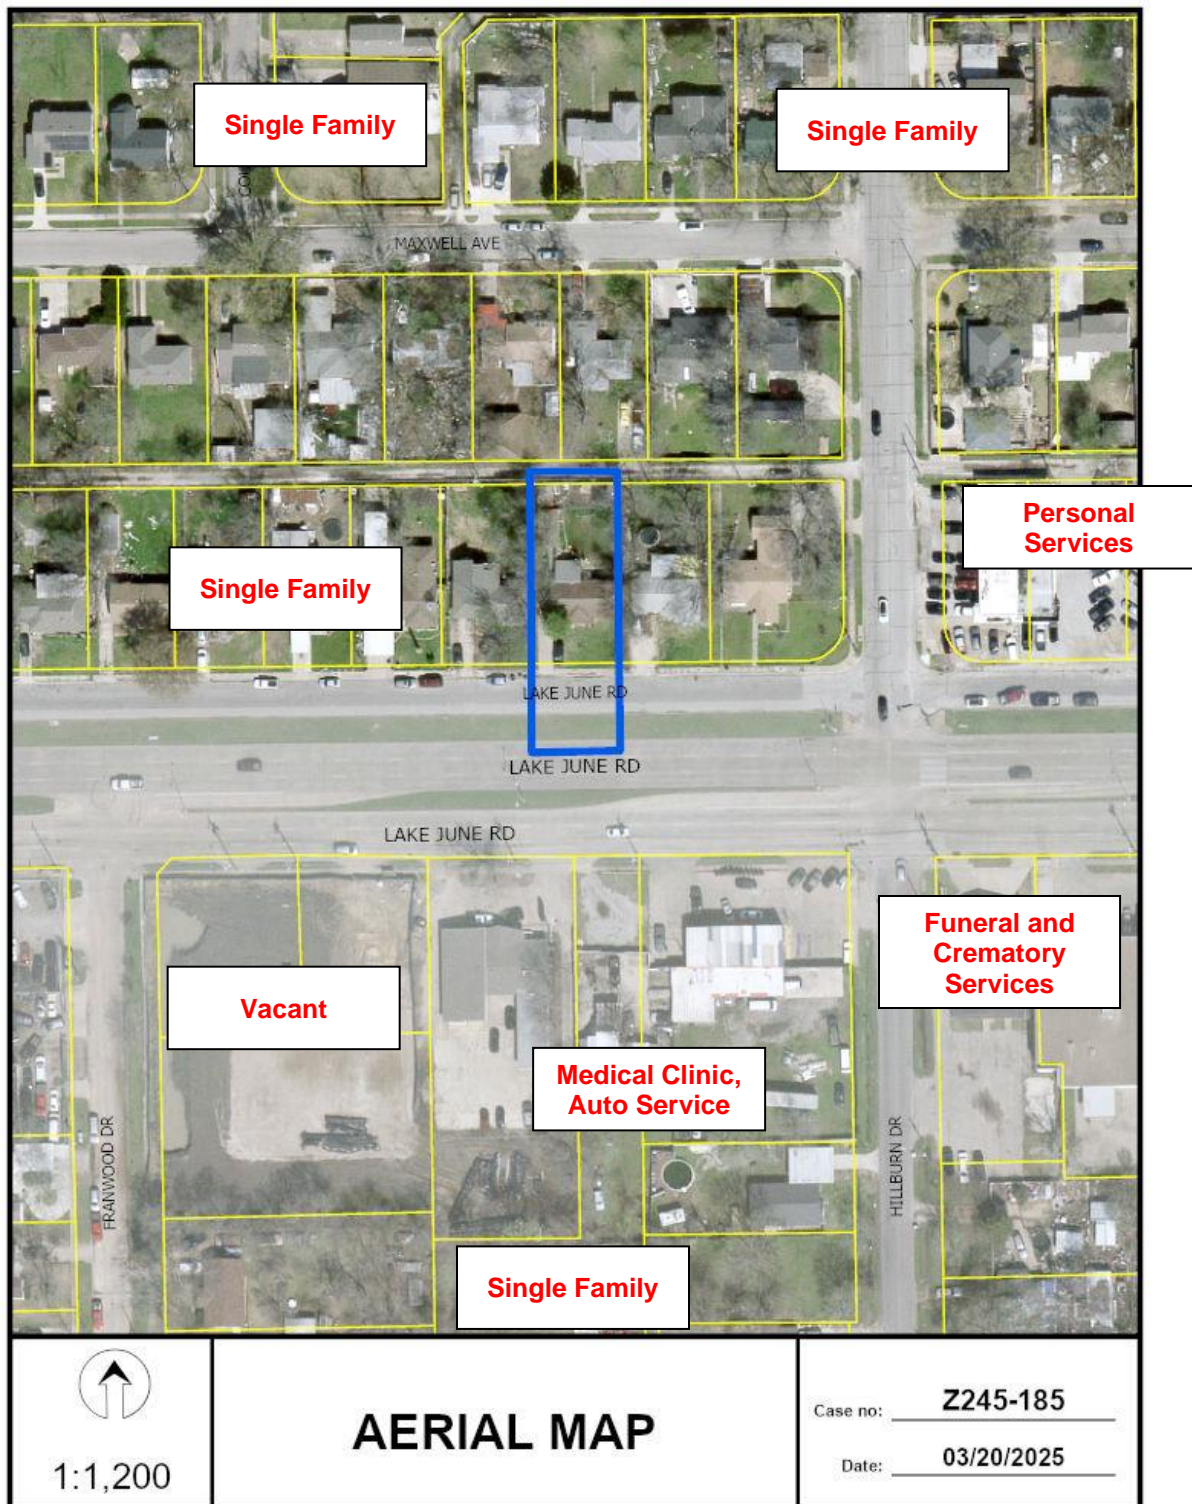 Single Family
Single Family
MAXWELL AVE
Personal
Services
Single Family
LAKE JUNE RD
LAKE JUNE RD
LAKE JUNE RD
Funeral and
Crematory
Services
Vacant
Medical Clinic,
Auto Service
FRANWOOD DR
HILLBURN DR
Single Family
1:1,200
AERIAL MAP
Case no: Z245-185
Date: 03/20/2025